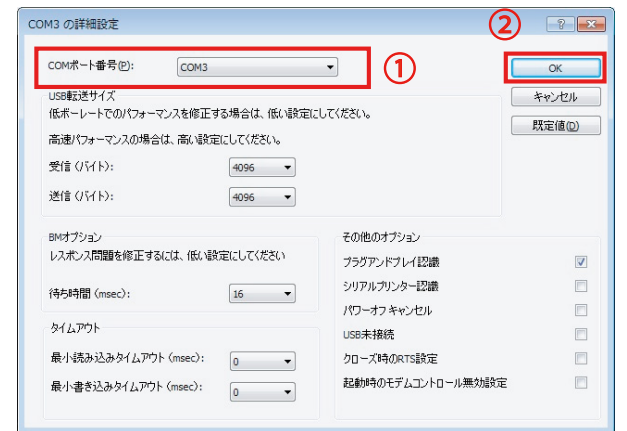 COM3 の詳細設定
②
COMポート番号(P): COM3
①
OK
キャンセル
既定値(D)
USB転送サイズ
低ボーレートでのパフォーマンスを修正する場合は、低い設定にしてください。
高速パフォーマンスの場合は、高い設定にしてください。
受信 (バイト): 4096
送信 (バイト): 4096
BMオプション
レスポンス問題を修正するには、低い設定にしてください
待ち時間 (msec): 16
タイムアウト
最小読み込みタイムアウト (msec): 0
最小書き込みタイムアウト (msec): 0
その他のオプション
プラグアンドプレイ認識
シリアルプリンター認識
パワーオフ キャンセル
USB未接続
クローズ時のRTS設定
起動時のモデムコントロール無効設定